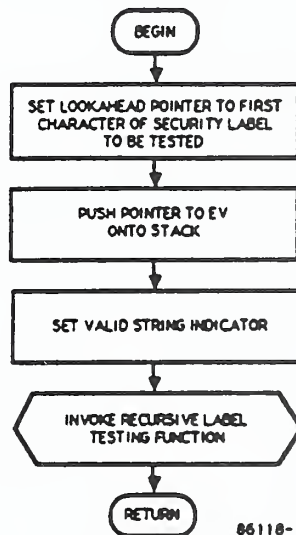 BEGIN
SET LOOKAHEAD POINTER TO FIRST
CHARACTER OF SECURITY LABEL
TO BE TESTED
PUSH POINTER TO EV
ONTO STACK
SET VALID STRING INDICATOR
INVOKE RECURSIVE LABEL
TESTING FUNCTION
RETURN
86118-